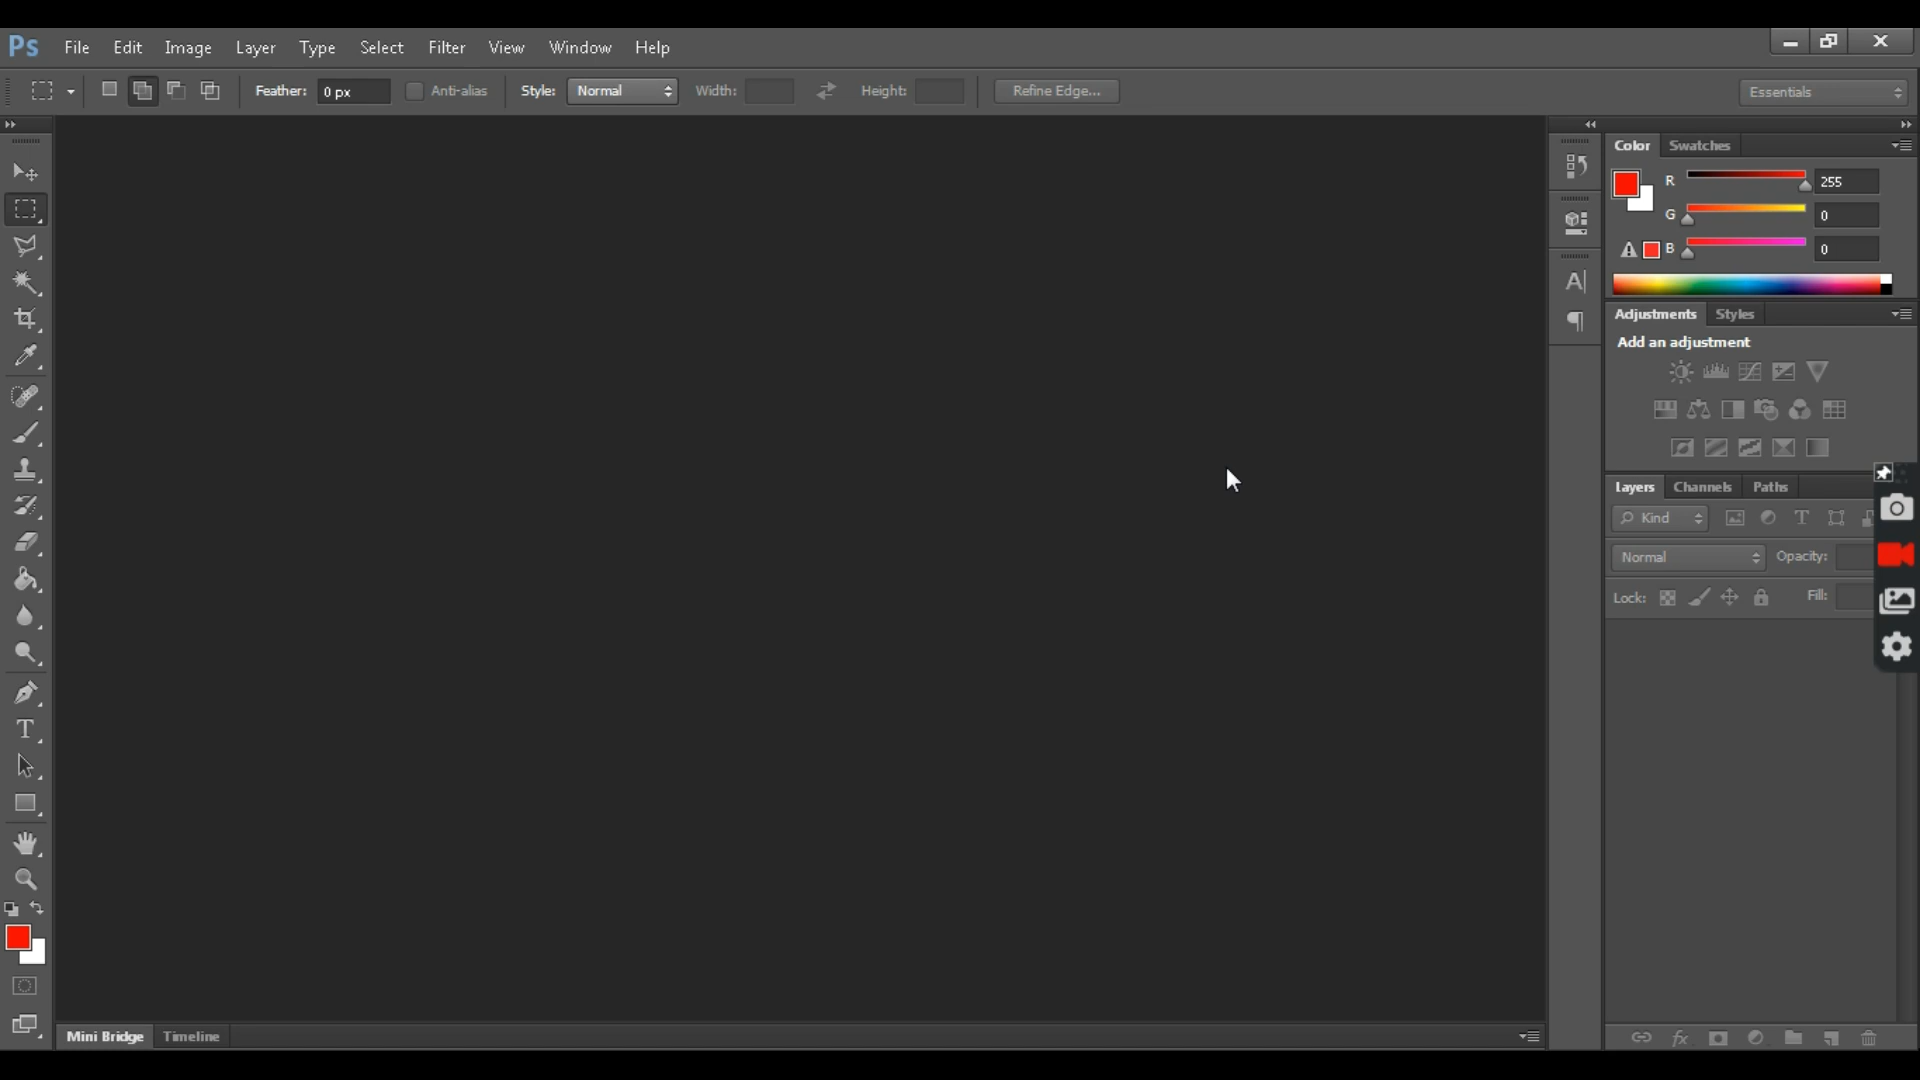 Ps File Edit Image Layer Type Select Filter View Window Help
Feather: 0 px Anti-alias Style: Normal Width: Height: Refine Edge... Essentials
Color Swatches
R 255
G 0
B 0
Adjustments Styles
Add an adjustment
Layers Channels Paths
Kind
Normal Opacity:
Lock: Fill:
Mini Bridge Timeline